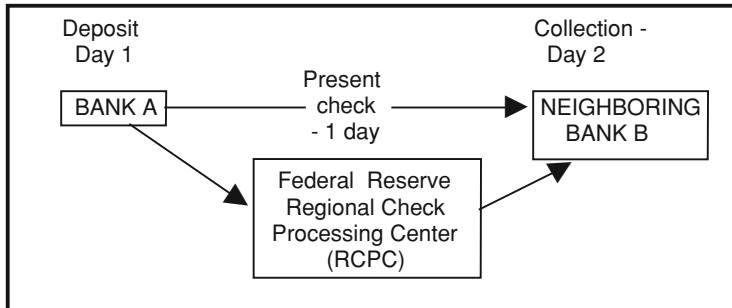 Deposit
Day 1
Collection -
Day 2
Present
check
- 1 day
BANK A
NEIGHBORING
BANK B
Federal Reserve
Regional Check
Processing Center
(RCPC)